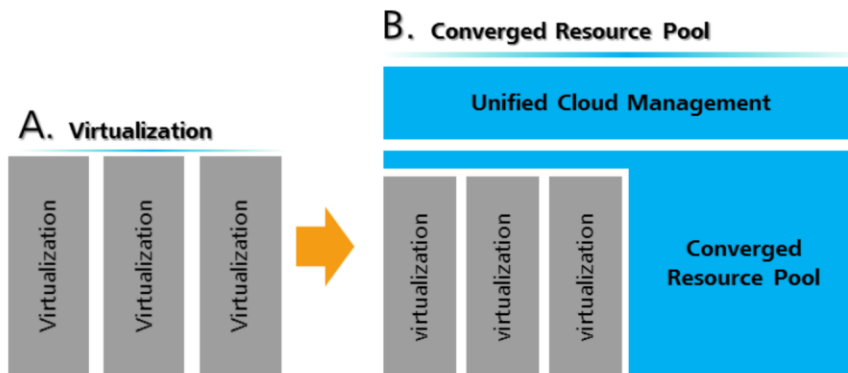 A. Virtualization
Virtualization
Virtualization
Virtualization
B. Converged Resource Pool
Unified Cloud Management
virtualization
virtualization
virtualization
Converged
Resource Pool